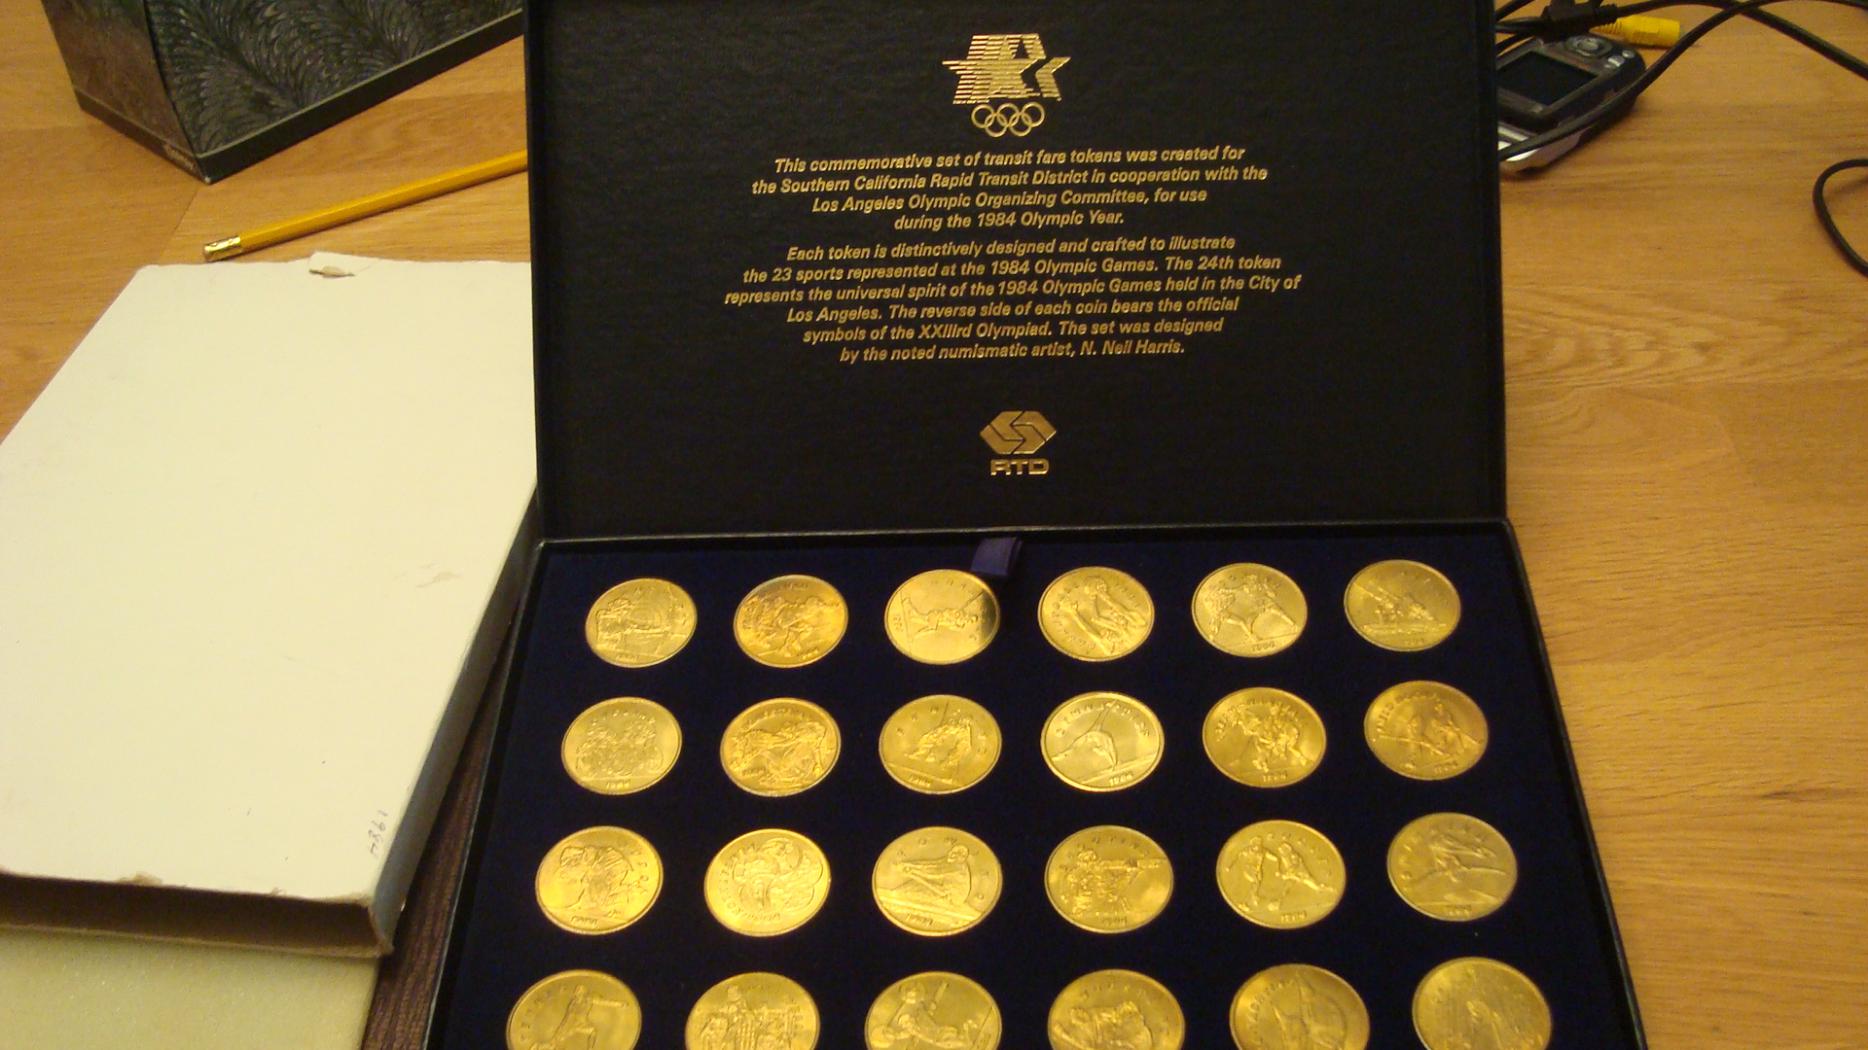 This commemorative set of transit fare tokens was created for
the Southern California Rapid Transit District in cooperation with the
Los Angeles Olympic Organizing Committee, for use
during the 1984 Olympic Year.
Each token is distinctively designed and crafted to illustrate
the 23 sports represented at the 1984 Olympic Games. The 24th token
represents the universal spirit of the 1984 Olympic Games held in the City of
Los Angeles. The reverse side of each coin bears the official
symbols of the XXIIIrd Olympiad. The set was designed
by the noted numismatic artist, N. Neil Harris.
RTD